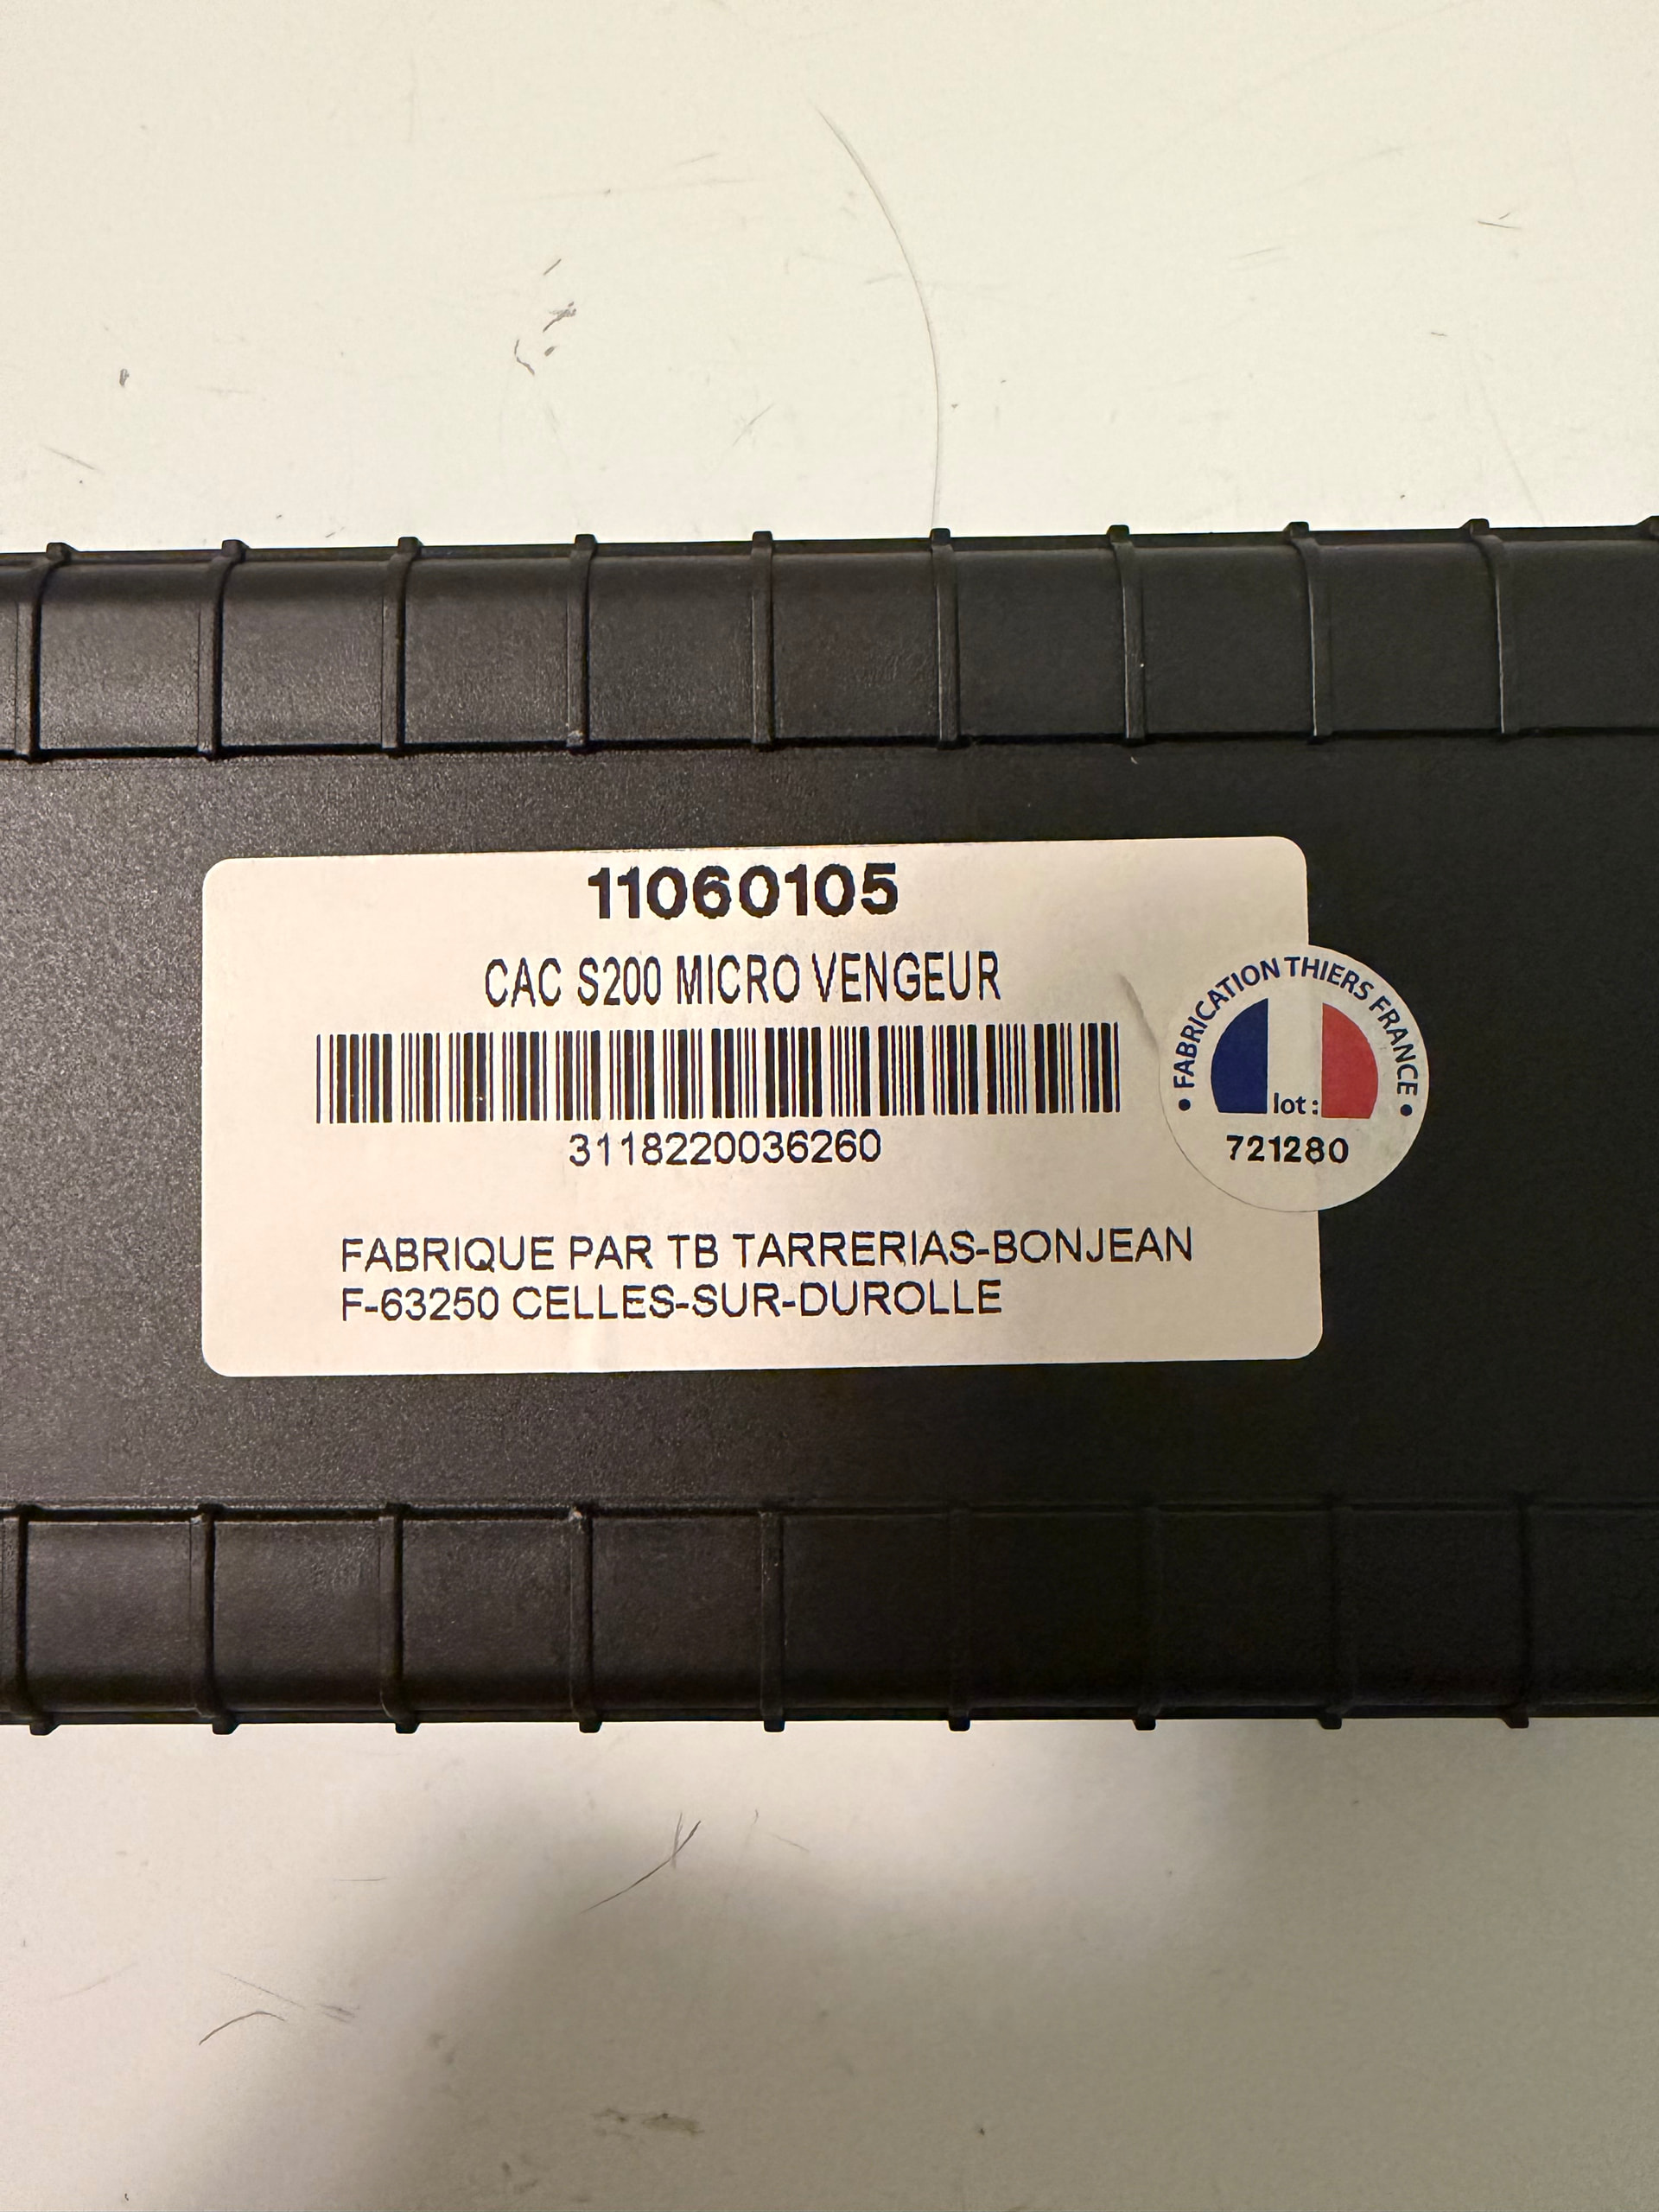 11060105
CAC S200 MICRO VENGEUR
3118220036260
FABRIQUE PAR TB TARRERIAS-BONJEAN
F-63250 CELLES-SUR-DUROLLE
• FABRICATION THIERS FRANCE •
lot :
721280